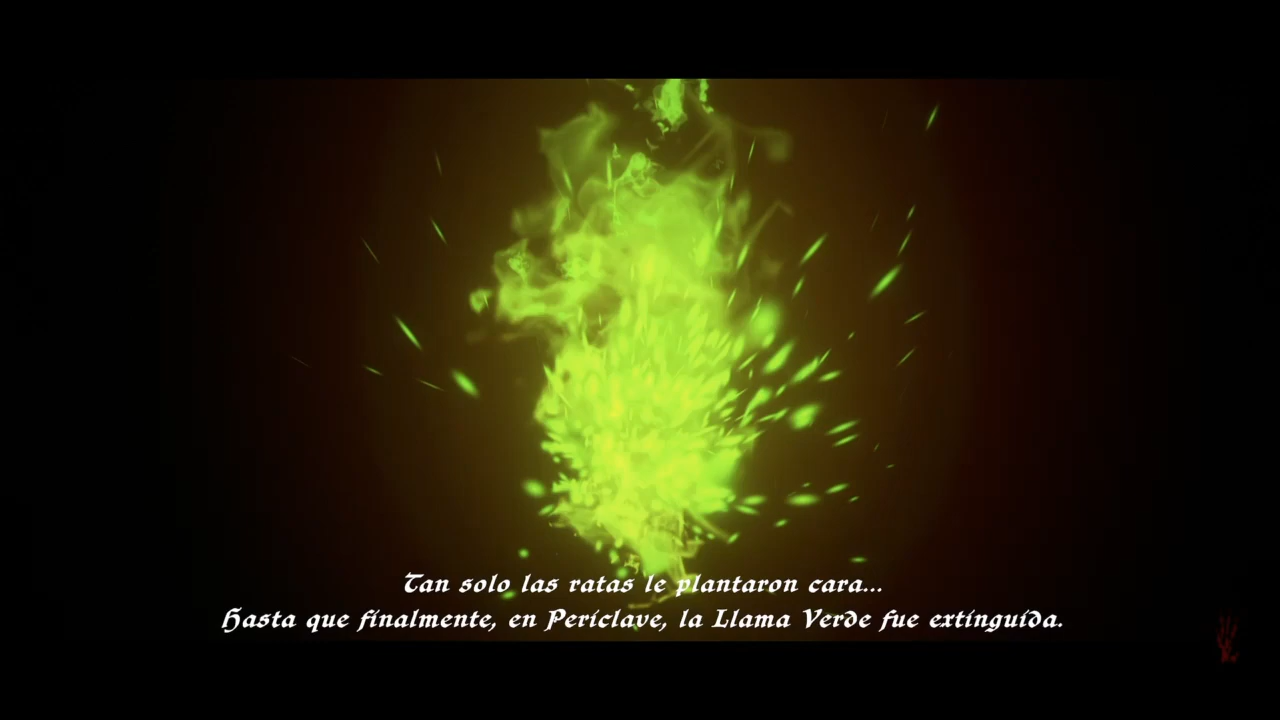 Tan solo las ratas le plantaron cara...
Hasta que finalmente, en Periclave, la Llama Verde fue extinguida.